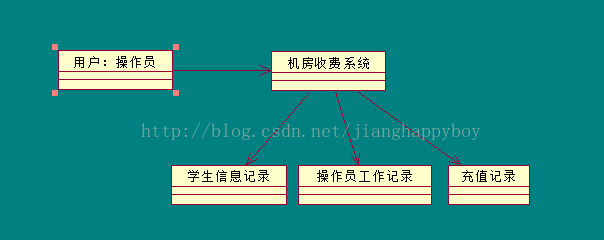 用户：操作员
机房收费系统
http://blog.csdn.net/jianghappyboy
学生信息记录
操作员工作记录
充值记录